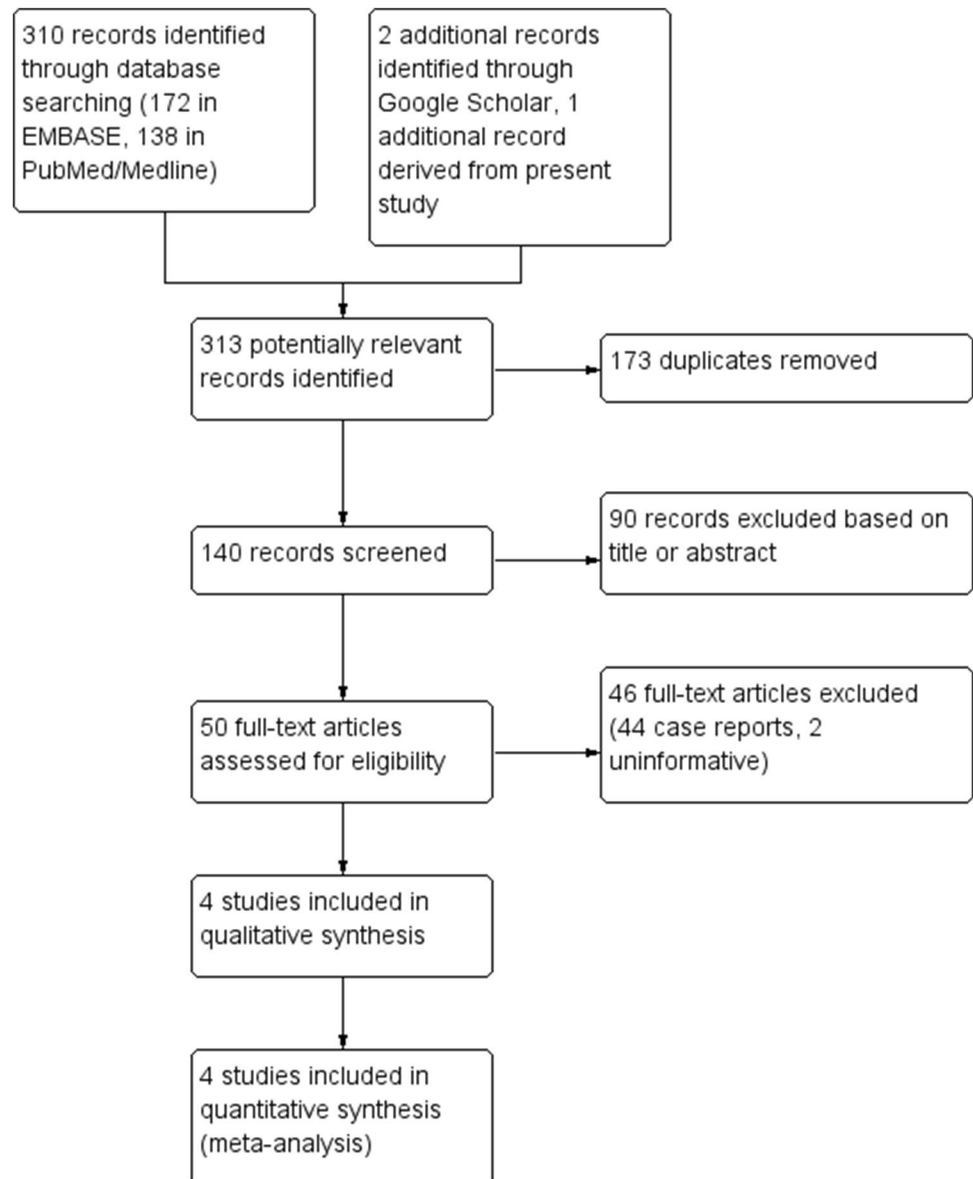 310 records identified
through database
searching (172 in
EMBASE, 138 in
PubMed/Medline)
2 additional records
identified through
Google Scholar, 1
additional record
derived from present
study
313 potentially relevant
records identified
173 duplicates removed
140 records screened
90 records excluded based on
title or abstract
50 full-text articles
assessed for eligibility
46 full-text articles excluded
(44 case reports, 2
uninformative)
4 studies included in
qualitative synthesis
4 studies included in
quantitative synthesis
(meta-analysis)